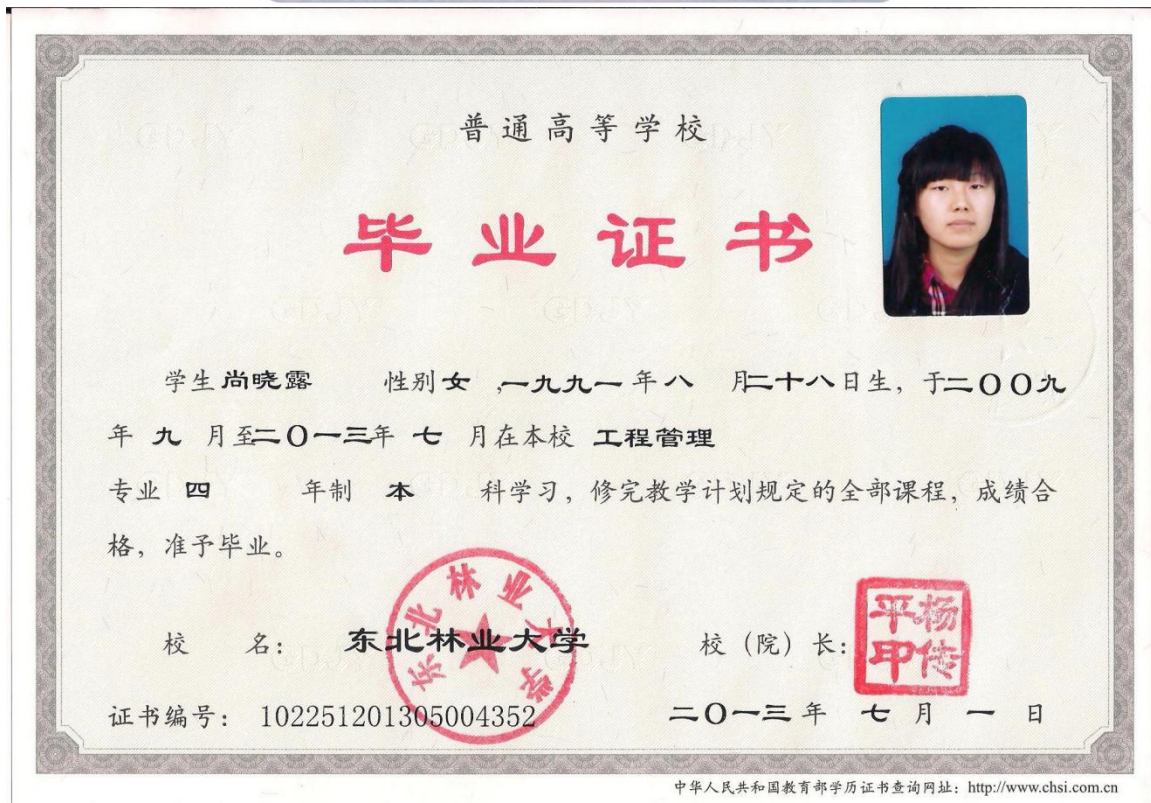 普通高等学校
毕业证书
学生 尚晓露 性别 女 ,一九九一 年 八 月 二十八 日生, 于 二〇〇九
年 九 月至 二〇一三 年 七 月在本校 工程管理
专业 四 年制 本 科学习, 修完教学计划规定的全部课程, 成绩合
格, 准予毕业。
校 名: 东北林业大学 校 (院) 长:
东北林业大学
杨传
平印
证书编号: 102251201305004352 二〇一三 年 七 月 一 日
中华人民共和国教育部学历证书查询网址: http://www.chsi.com.cn